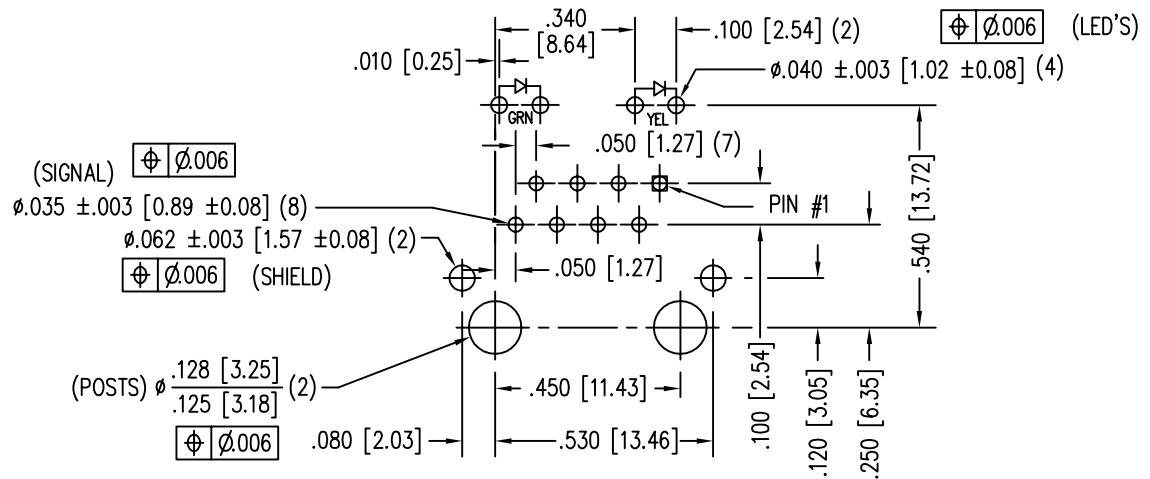 .340
[8.64]
.100 [2.54] (2)
⌖ Ø.006 (LED'S)
.010 [0.25]
Ø.040 ±.003 [1.02 ±0.08] (4)
GRN
YEL
.050 [1.27] (7)
(SIGNAL) ⌖ Ø.006
Ø.035 ±.003 [0.89 ±0.08] (8)
PIN #1
.540 [13.72]
Ø.062 ±.003 [1.57 ±0.08] (2)
⌖ Ø.006 (SHIELD)
.050 [1.27]
(POSTS) Ø .128 [3.25]
.125 [3.18]
(2)
⌖ Ø.006
.450 [11.43]
.080 [2.03]
.530 [13.46]
.100 [2.54]
.120 [3.05]
.250 [6.35]